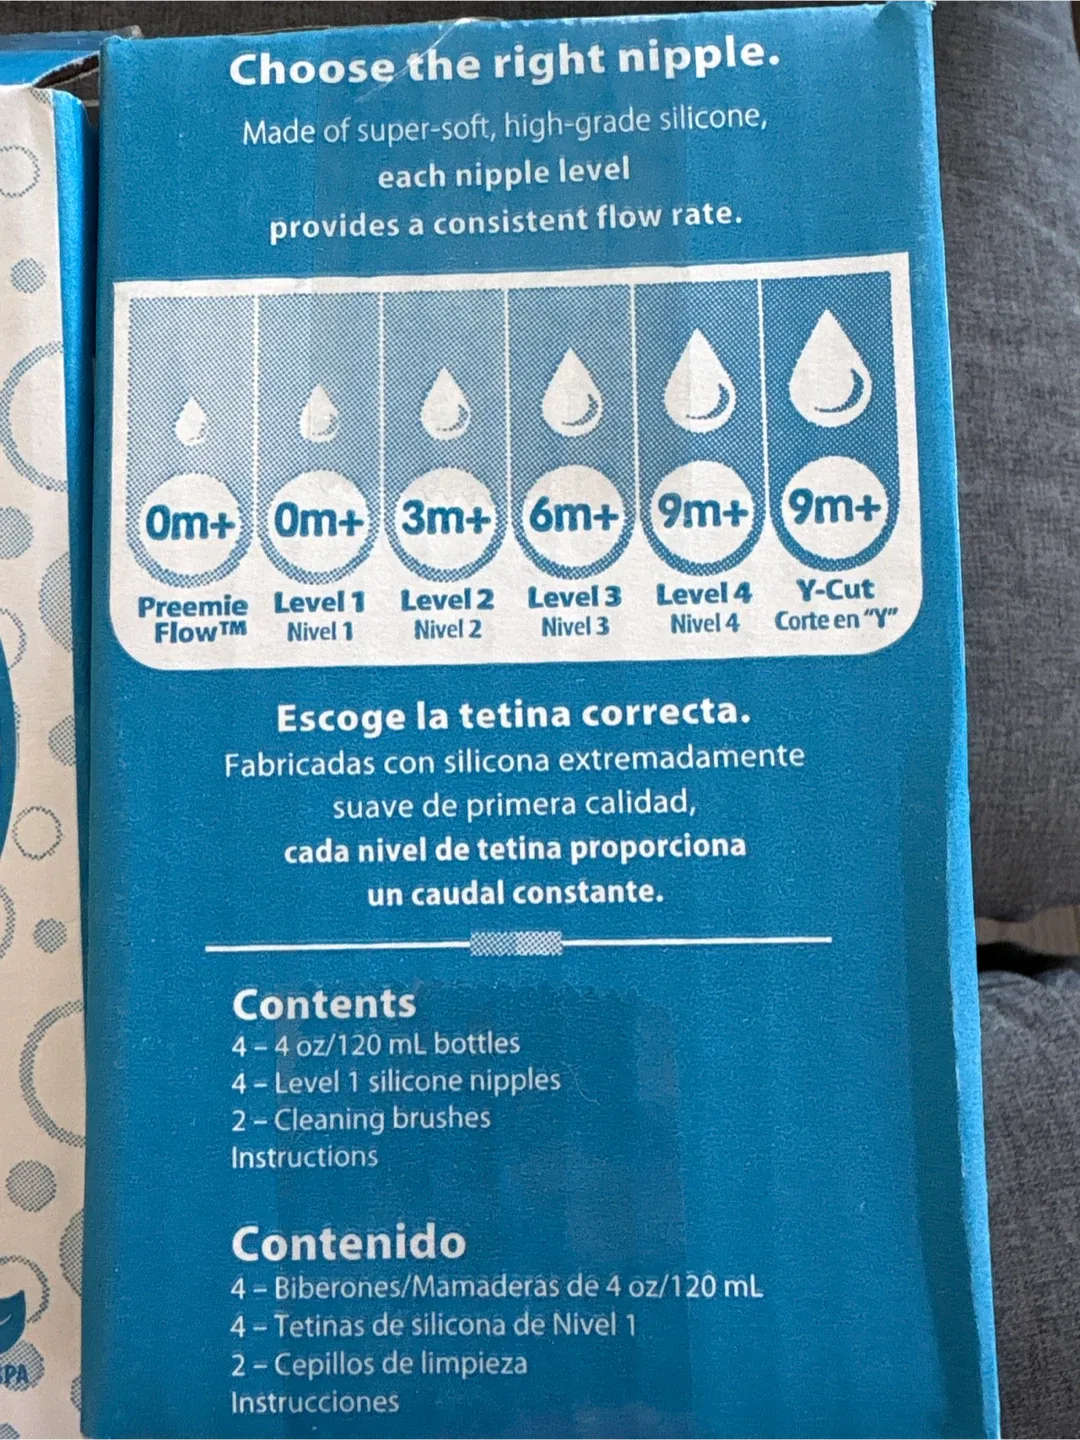 Choose the right nipple.
Made of super-soft, high-grade silicone,
each nipple level
provides a consistent flow rate.
0m+ 0m+ 3m+ 6m+ 9m+ 9m+
Preemie Flow™ Level 1 Level 2 Level 3 Level 4 Y-Cut
Nivel 1 Nivel 2 Nivel 3 Nivel 4 Corte en "Y"
Escoge la tetina correcta.
Fabricadas con silicona extremadamente
suave de primera calidad,
cada nivel de tetina proporciona
un caudal constante.
Contents
4 – 4 oz/120 mL bottles
4 – Level 1 silicone nipples
2 – Cleaning brushes
Instructions
Contenido
4 – Biberones/Mamaderas de 4 oz/120 mL
4 – Tetinas de silicona de Nivel 1
2 – Cepillos de limpieza
Instrucciones